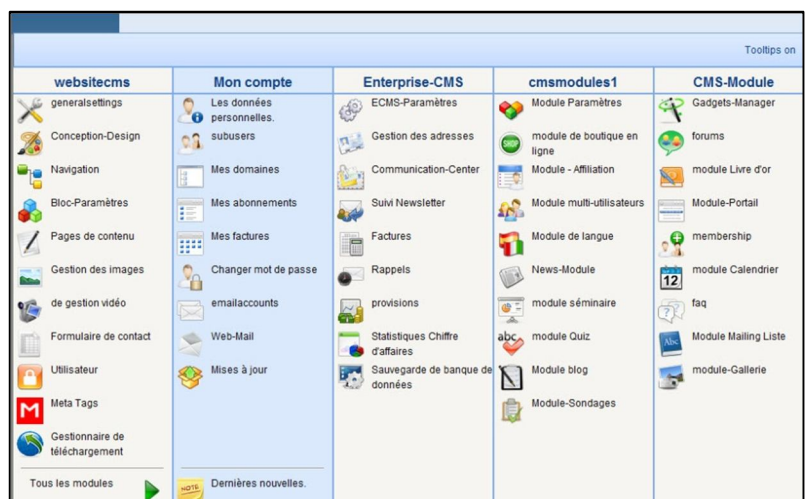 Tooltips on
websitecms
generalsettings
Conception-Design
Navigation
Bloc-Paramètres
Pages de contenu
Gestion des images
de gestion vidéo
Formulaire de contact
Utilisateur
Meta Tags
Gestionnaire de
téléchargement
Tous les modules
Mon compte
Les données
personnelles.
subusers
Mes domaines
Mes abonnements
Mes factures
Changer mot de passe
emailaccounts
Web-Mail
Mises à jour
NOTE
Dernières nouvelles.
Enterprise-CMS
ECMS-Paramètres
Gestion des adresses
Communication-Center
Suivi Newsletter
Factures
Rappels
provisions
Statistiques Chiffre
d'affaires
Sauvegarde de banque de
données
cmsmodules1
Module Paramètres
SHOP
module de boutique en
ligne
Module - Affiliation
Module multi-utilisateurs
Module de langue
News-Module
module séminaire
abc
module Quiz
Module blog
Module-Sondages
CMS-Module
Gadgets-Manager
forums
module Livre d'or
Module-Portail
membership
12
module Calendrier
faq
Abc
Module Mailing Liste
module-Gallerie